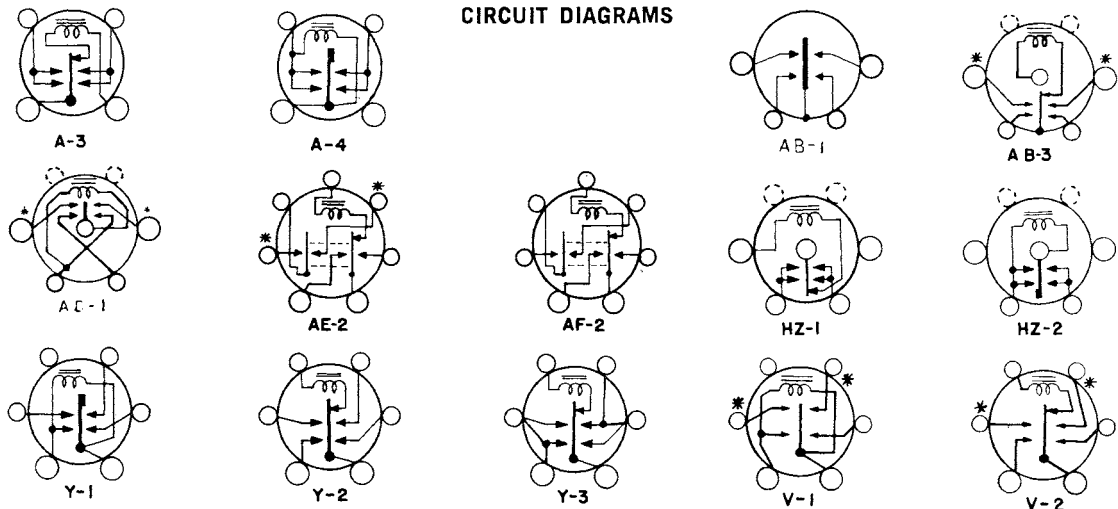 CIRCUIT DIAGRAMS
A-3
A-4
AB-1
AB-3
AE-2
AF-2
HZ-1
HZ-2
Y-1
Y-2
Y-3
V-1
V-2